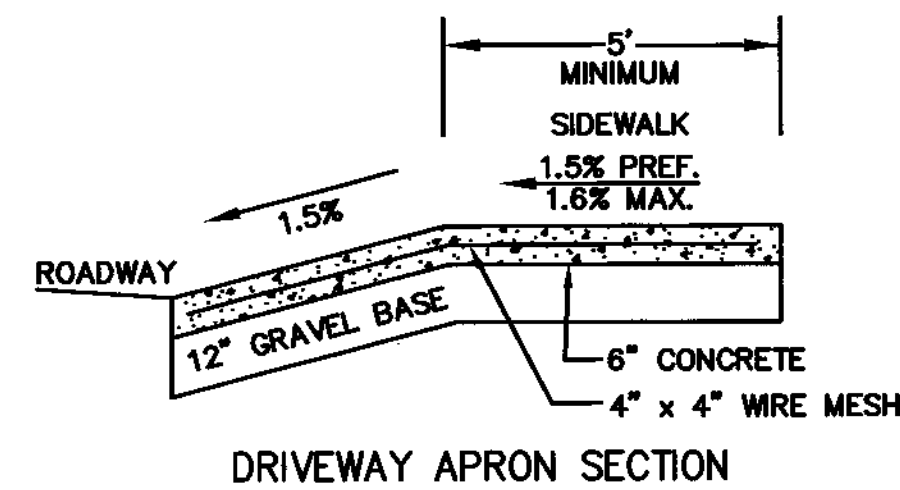 5'
MINIMUM
SIDEWALK
1.5% PREF.
1.6% MAX.
1.5%
ROADWAY
12" GRAVEL BASE
6" CONCRETE
4" x 4" WIRE MESH
DRIVEWAY APRON SECTION